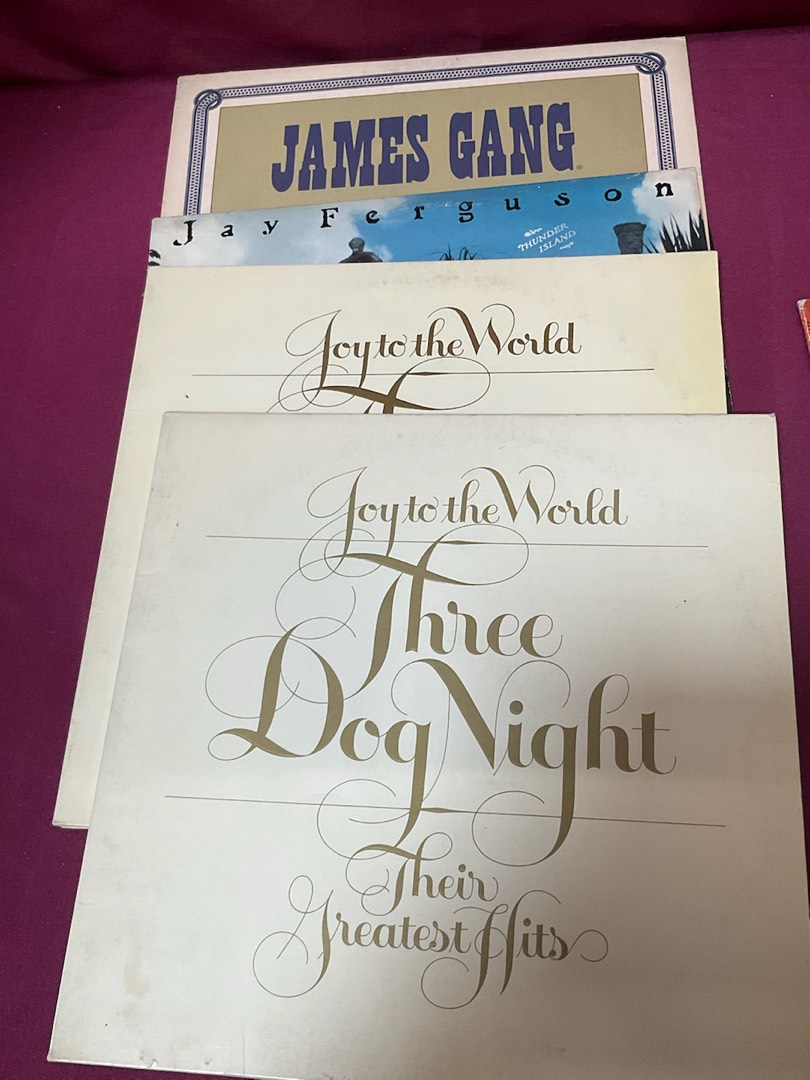 JAMES GANG
Jay Ferguson
THUNDER
ISLAND
Joy to the World
Joy to the World
Three
Dog Night
Their
Greatest Hits